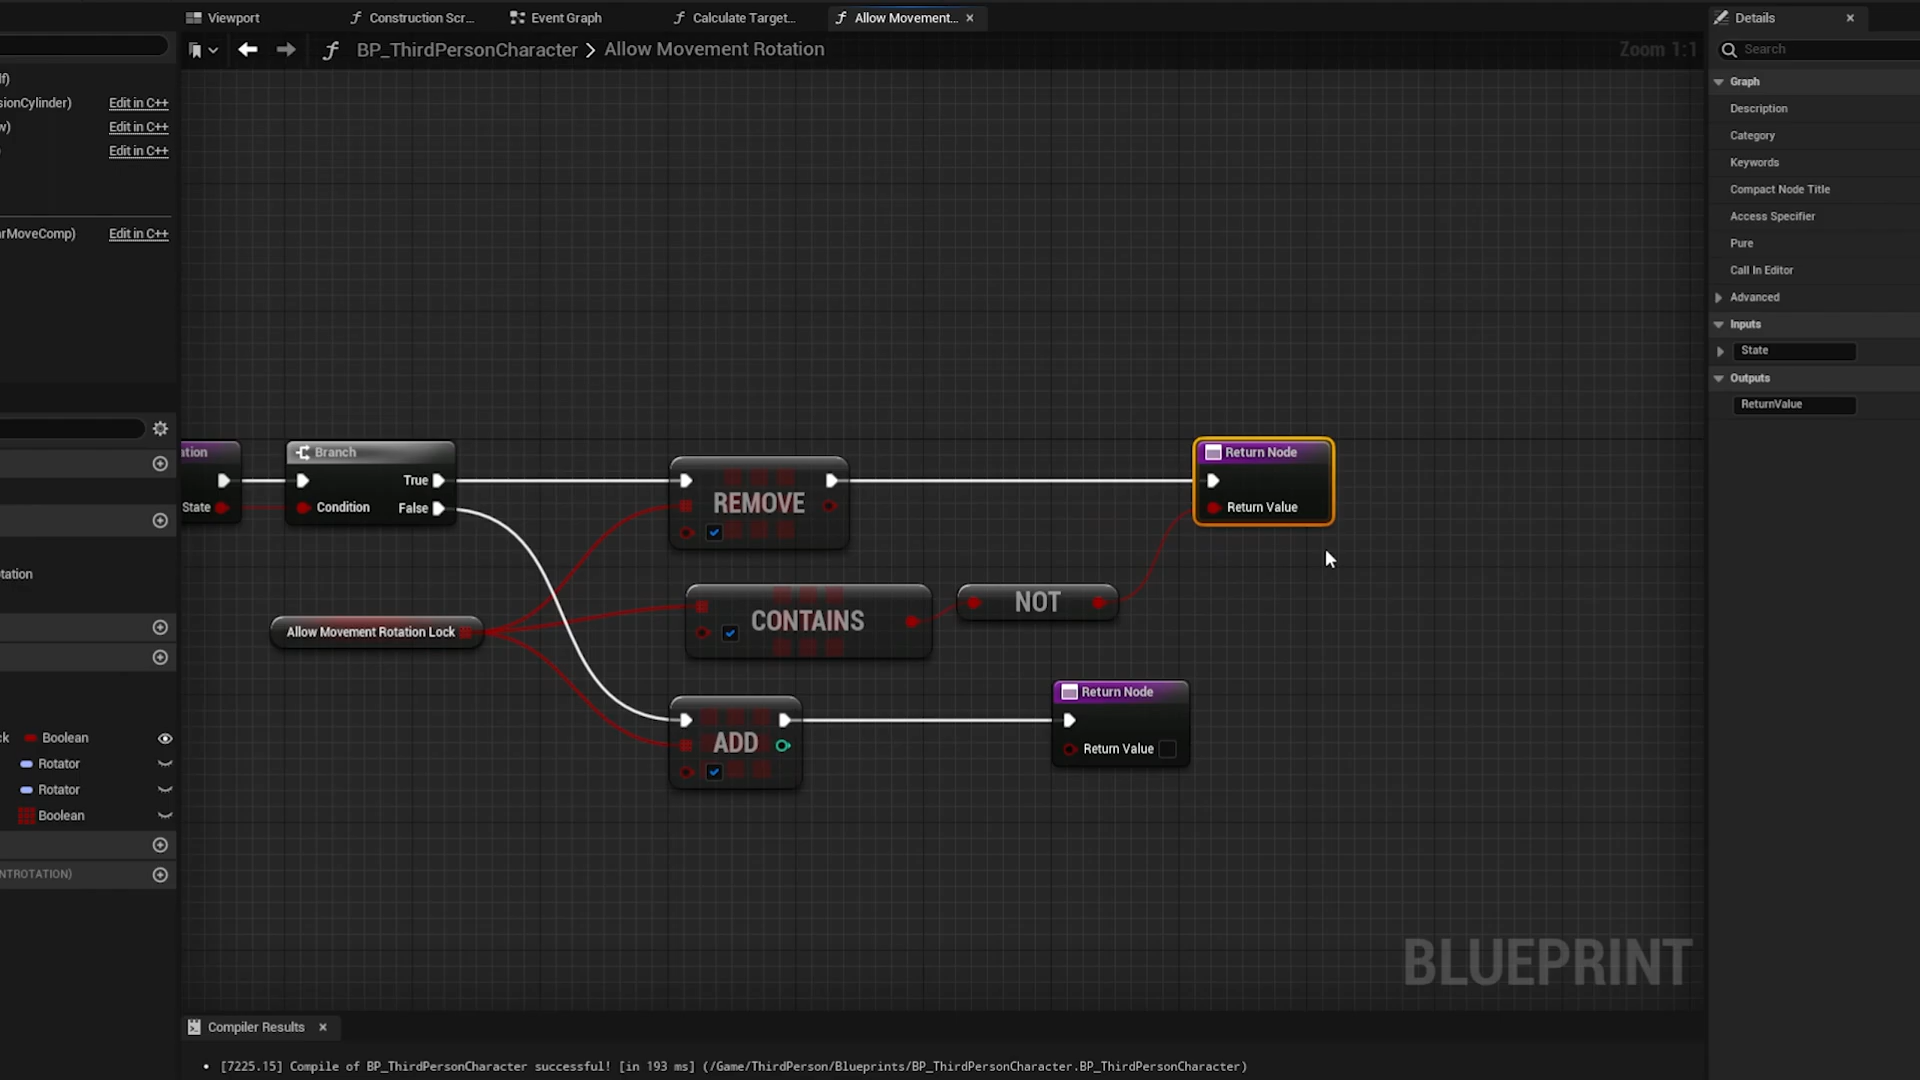 Viewport
Construction Scr...
Event Graph
Calculate Target...
Allow Movement...
Details
BP_ThirdPersonCharacter > Allow Movement Rotation
Zoom 1:1
Search
lf)
sionCylinder) Edit in C++
w) Edit in C++
Edit in C++
arMoveComp) Edit in C++
tation
ck Boolean
Rotator
Rotator
Boolean
NTROTATION)
ation
State
Branch
True
Condition
False
REMOVE
Return Node
Return Value
CONTAINS
NOT
Allow Movement Rotation Lock
ADD
Return Node
Return Value
BLUEPRINT
Graph
Description
Category
Keywords
Compact Node Title
Access Specifier
Pure
Call In Editor
Advanced
Inputs
State
Outputs
ReturnValue
Compiler Results
[7225.15] Compile of BP_ThirdPersonCharacter successful! [in 193 ms] (/Game/ThirdPerson/Blueprints/BP_ThirdPersonCharacter.BP_ThirdPersonCharacter)